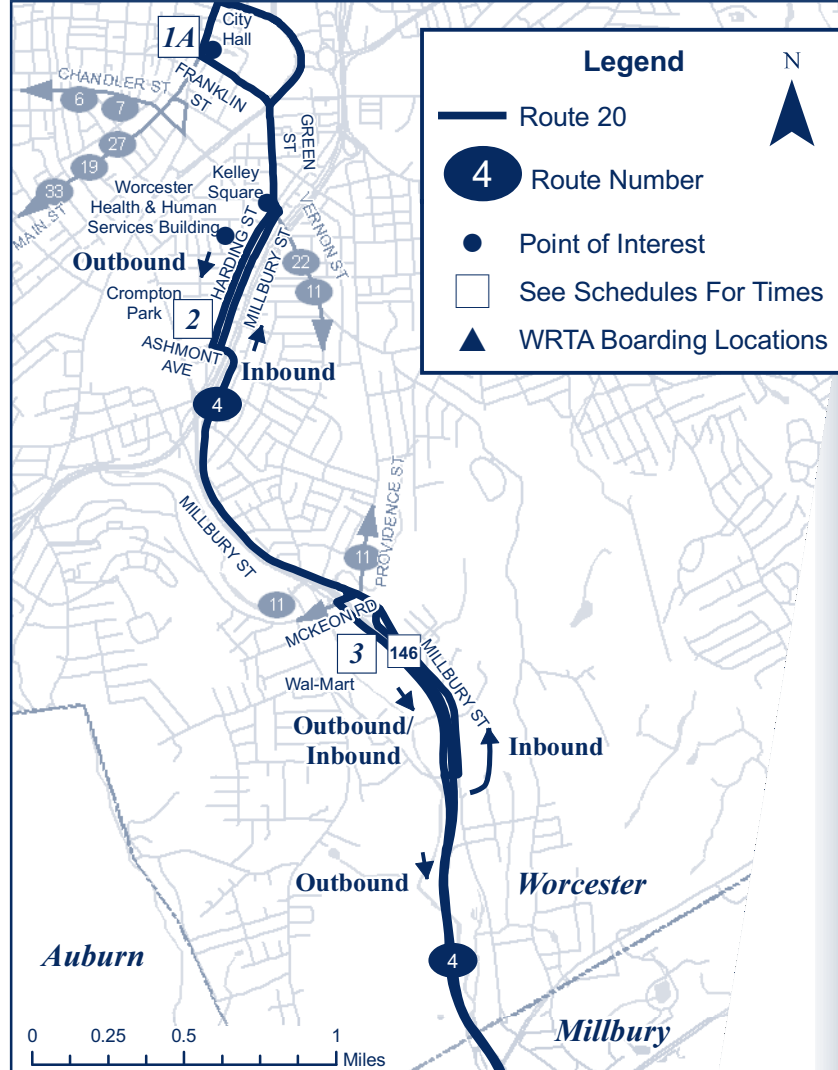 City
Hall
1A
FRANKLIN
ST
CHANDLER ST
6
7
27
19
33
MAIN ST
GREEN
ST
Kelley
Square
Worcester
Health & Human
Services Building
HARDING ST
MILLBURY ST
VERNON ST
22
11
Outbound
Crompton
Park
2
ASHMONT
AVE
Inbound
4
MILLBURY ST
PROVIDENCE ST
11
11
MCKEON RD
3
146
MILLBURY ST
Wal-Mart
Outbound/
Inbound
Inbound
Outbound
Worcester
4
Auburn
Millbury
0 0.25 0.5 1
Miles
Legend
N
Route 20
4 Route Number
Point of Interest
See Schedules For Times
WRTA Boarding Locations